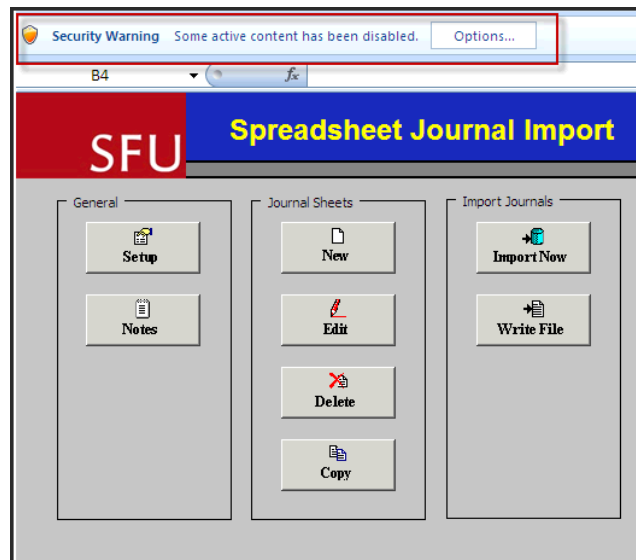 Security Warning Some active content has been disabled. Options...
B4 fx
SFU
Spreadsheet Journal Import
General
Setup
Notes
Journal Sheets
New
Edit
Delete
Copy
Import Journals
Import Now
Write File